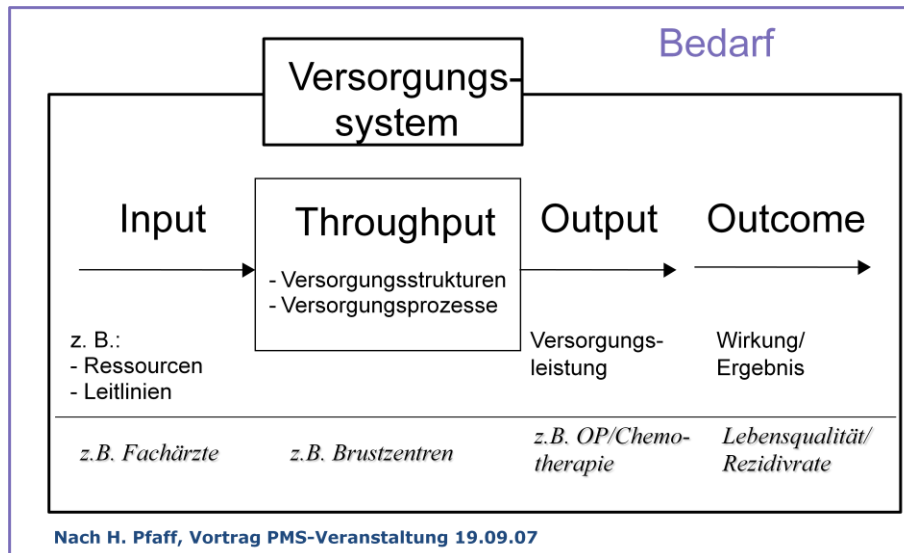 Bedarf
Versorgungs-
system
Input
Throughput
- Versorgungsstrukturen
- Versorgungsprozesse
Output
Outcome
z. B.:
- Ressourcen
- Leitlinien
Versorgungs-
leistung
Wirkung/
Ergebnis
z.B. Fachärzte
z.B. Brustzentren
z.B. OP/Chemo-
therapie
Lebensqualität/
Rezidivrate
Nach H. Pfaff, Vortrag PMS-Veranstaltung 19.09.07